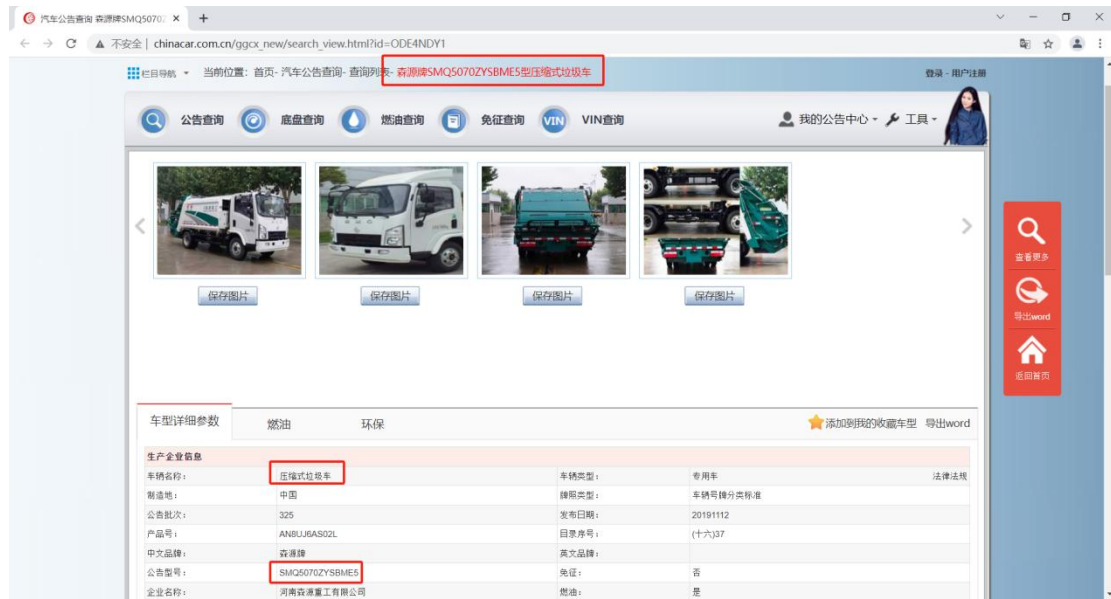 汽车公告查询 森源牌SMQ5070
不安全 | chinacar.com.cn/ggcx_new/search_view.html?id=ODE4NDY1
栏目导航 当前位置：首页- 汽车公告查询- 查询列表- 森源牌SMQ5070ZYSBME5型压缩式垃圾车 登录 - 用户注册
公告查询 底盘查询 燃油查询 免征查询 VIN VIN查询 我的公告中心 工具
保存图片 保存图片 保存图片 保存图片
查看更多
导出word
返回首页
车型详细参数 燃油 环保 添加到我的收藏车型 导出word
生产企业信息
车辆名称： 压缩式垃圾车 车辆类型： 专用车 法律法规
制造地： 中国 牌照类型： 车辆号牌分类标准
公告批次： 325 发布日期： 20191112
产品号： AN8UJ6AS02L 目录序号： (十六)37
中文品牌： 森源牌 英文品牌：
公告型号： SMQ5070ZYSBME5 免征： 否
企业名称： 河南森源重工有限公司 燃油： 是